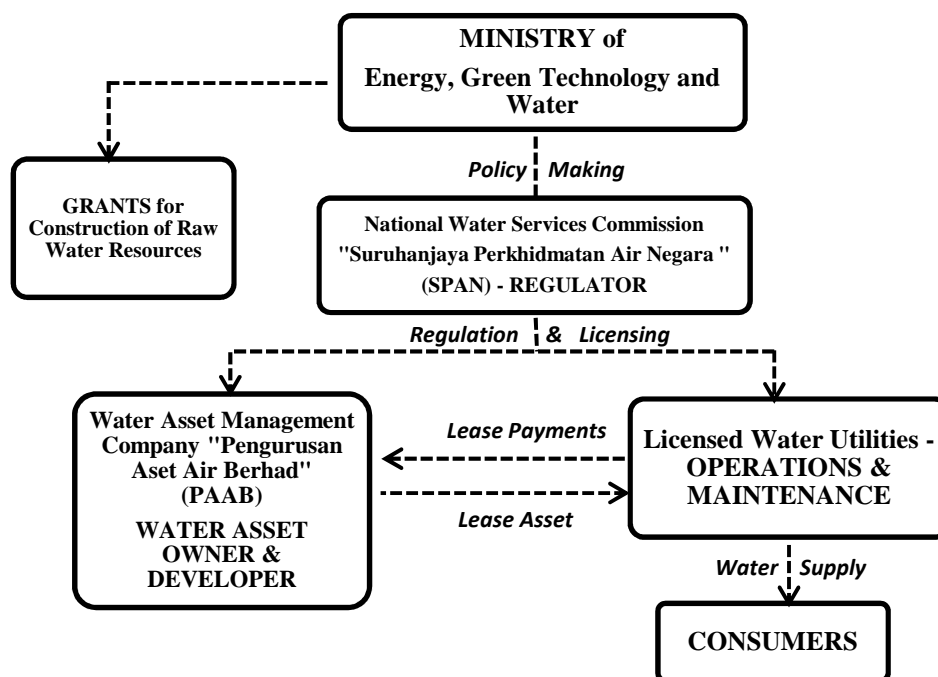 MINISTRY of
Energy, Green Technology and
Water
Policy Making
GRANTS for
Construction of Raw
Water Resources
National Water Services Commission
"Suruhanjaya Perkhidmatan Air Negara "
(SPAN) - REGULATOR
Regulation & Licensing
Water Asset Management
Company "Pengurusan
Aset Air Berhad"
(PAAB)
WATER ASSET
OWNER &
DEVELOPER
Lease Payments
Lease Asset
Licensed Water Utilities -
OPERATIONS &
MAINTENANCE
Water Supply
CONSUMERS